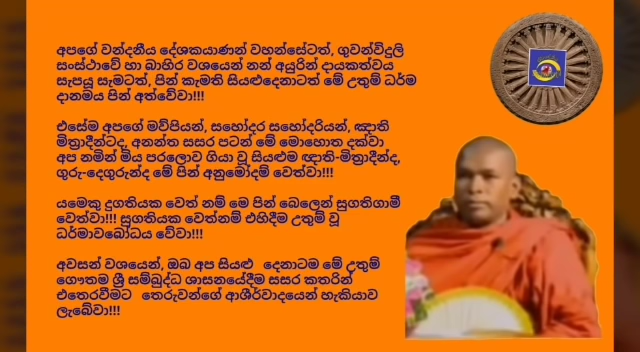 අපගේ වන්දනීය දේශකයාණන් වහන්සේටත්, ගුවන්විදුලි
සංස්ථාවේ හා බාහිර වශයෙන් නන් අයුරින් දායකත්වය
සැපයූ සැමටත්, පින් කැමති සියළුදෙනාටත් මේ උතුම් ධර්ම
දානමය පින් අත්වේවා!!!
එසේම අපගේ මව්පියන්, සහෝදර සහෝදරියන්, ඤාති
මිත්‍රාදීන්ටද, අනන්ත සසර පටන් මේ මොහොත දක්වා
අප නමින් මිය පරලොව ගියා වූ සියළුම ඤාති-මිත්‍රාදීන්ද,
ගුරු-දෙගුරුන්ද මේ පින් අනුමෝදම් වෙත්වා!!!
යමෙකු දුගතියක වෙත් නම් මෙ පින් බෙලෙන් සුගතිගාමී
වෙත්වා!!! සුගතියක වෙත්නම් එහිදීම උතුම් වූ
ධර්මාවබෝධය වේවා!!!
අවසන් වශයෙන්, ඔබ අප සියළු දෙනාටම මේ උතුම්
ගෞතම ශ්‍රී සම්බුද්ධ ශාසනයේදීම සසර කතරින්
එතෙරවීමට තෙරුවන්ගේ ආශීර්වාදයෙන් හැකියාව
ලැබේවා!!!